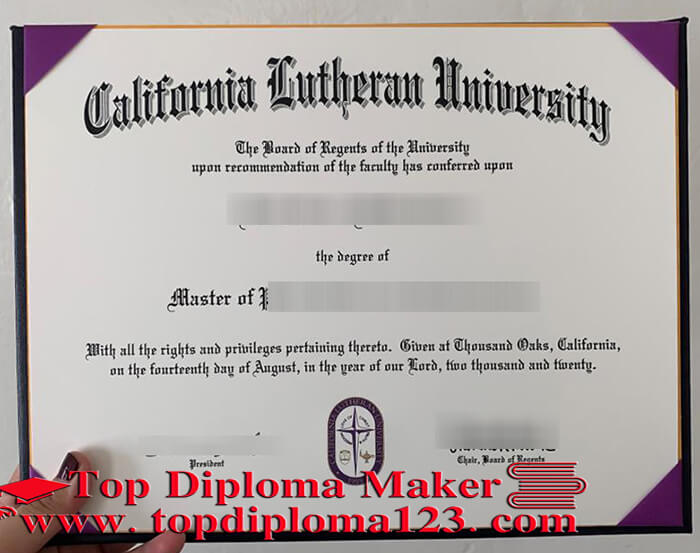 California Lutheran University
The Board of Regents of the University
upon recommendation of the faculty has conferred upon
the degree of
Master of
With all the rights and privileges pertaining thereto. Given at Thousand Oaks, California,
on the fourteenth day of August, in the year of our Lord, two thousand and twenty.
CALIFORNIA LUTHERAN UNIVERSITY
President
Chair, Board of Regents
Top Diploma Maker
www. topdiploma123. com